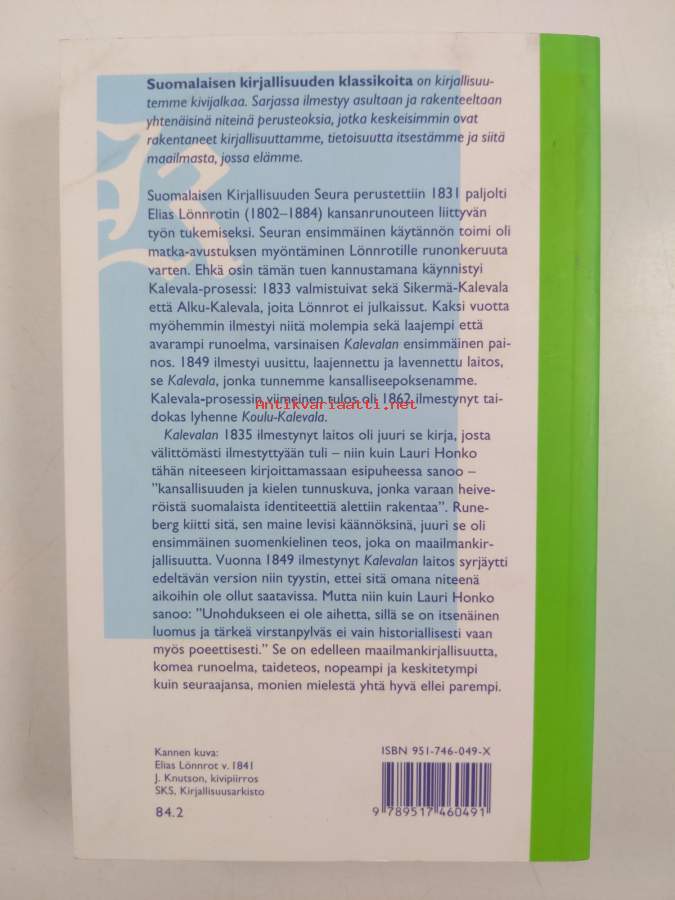 Suomalaisen kirjallisuuden klassikoita on kirjallisuu-
temme kivijalkaa. Sarjassa ilmestyy asultaan ja rakenteeltaan
yhtenäisinä niteinä perusteoksia, jotka keskeisimmin ovat
rakentaneet kirjallisuuttamme, tietoisuutta itsestämme ja siitä
maailmasta, jossa elämme.
Suomalaisen Kirjallisuuden Seura perustettiin 1831 paljolti
Elias Lönnrotin (1802–1884) kansanrunouteen liittyvän
työn tukemiseksi. Seuran ensimmäinen käytännön toimi oli
matka-avustuksen myöntäminen Lönnrotille runonkeruuta
varten. Ehkä osin tämän tuen kannustamana käynnistyi
Kalevala-prosessi: 1833 valmistuivat sekä Sikermä-Kalevala
että Alku-Kalevala, joita Lönnrot ei julkaissut. Kaksi vuotta
myöhemmin ilmestyi niitä molempia sekä laajempi että
avarampi runoelma, varsinaisen Kalevalan ensimmäinen pai-
nos. 1849 ilmestyi uusittu, laajennettu ja lavennettu laitos,
se Kalevala, jonka tunnemme kansalliseepoksenamme.
Kalevala-prosessin viimeinen tulos oli 1862 ilmestynyt tai-
Antikvariaatti.net
dokas lyhenne Koulu-Kalevala.
Kalevalan 1835 ilmestynyt laitos oli juuri se kirja, josta
välittömästi ilmestyttyään tuli – niin kuin Lauri Honko
tähän niteeseen kirjoittamassaan esipuheessa sanoo –
”kansallisuuden ja kielen tunnuskuva, jonka varaan heive-
röistä suomalaista identiteettiä alettiin rakentaa”. Rune-
berg kiitti sitä, sen maine levisi käännöksinä, juuri se oli
ensimmäinen suomenkielinen teos, joka on maailmankir-
jallisuutta. Vuonna 1849 ilmestynyt Kalevalan laitos syrjäytti
edeltävän version niin tyystin, ettei sitä omana niteenä
aikoihin ole ollut saatavissa. Mutta niin kuin Lauri Honko
sanoo: ”Unohdukseen ei ole aihetta, sillä se on itsenäinen
luomus ja tärkeä virstanpylväs ei vain historiallisesti vaan
myös poeettisesti.” Se on edelleen maailmankirjallisuutta,
komea runoelma, taideteos, nopeampi ja keskitetympi
kuin seuraajansa, monien mielestä yhtä hyvä ellei parempi.
Kannen kuva:
Elias Lönnrot v. 1841
J. Knutson, kivipiirros
SKS, Kirjallisuusarkisto
84.2
ISBN 951-746-049-X
9 789517 460491